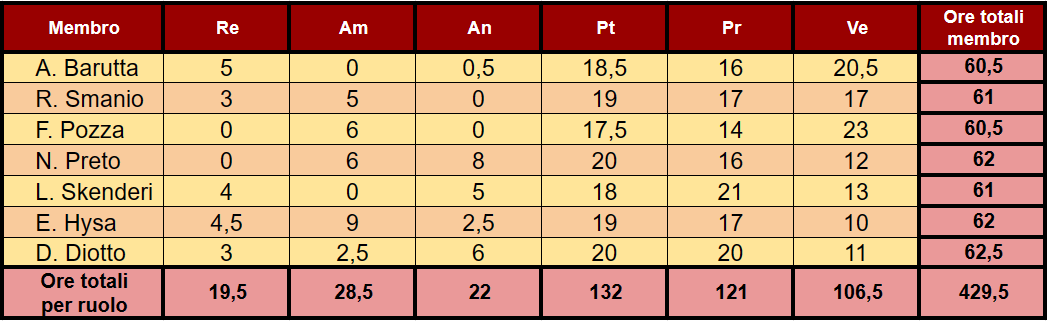 Membro Re Am An Pt Pr Ve Ore totali membro
A. Barutta 5 0 0,5 18,5 16 20,5 60,5
R. Smanio 3 5 0 19 17 17 61
F. Pozza 0 6 0 17,5 14 23 60,5
N. Preto 0 6 8 20 16 12 62
L. Skenderi 4 0 5 18 21 13 61
E. Hysa 4,5 9 2,5 19 17 10 62
D. Diotto 3 2,5 6 20 20 11 62,5
Ore totali per ruolo 19,5 28,5 22 132 121 106,5 429,5